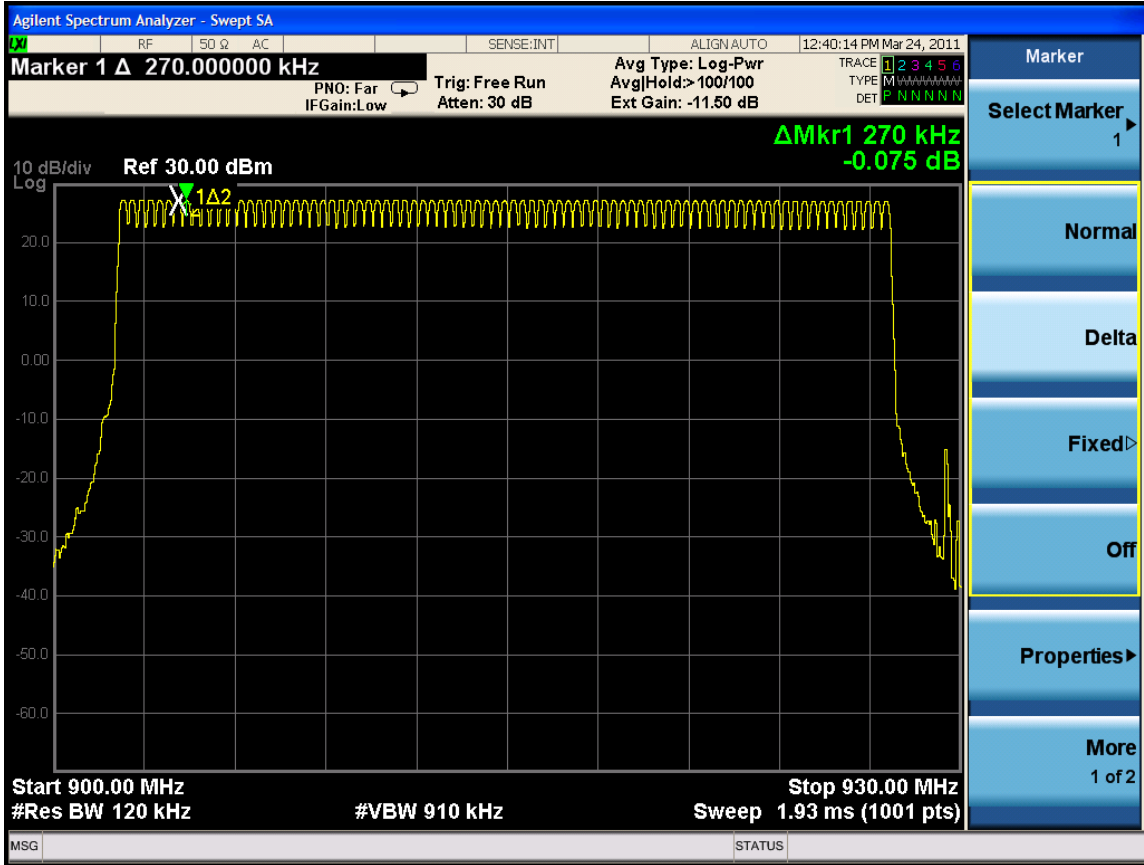 Agilent Spectrum Analyzer - Swept SA
LXI RF 50 Ω AC SENSE:INT ALIGN AUTO 12:40:14 PM Mar 24, 2011
Marker 1 Δ 270.000000 kHz
PNO: Far
IFGain:Low
Trig: Free Run
Atten: 30 dB
Avg Type: Log-Pwr
Avg|Hold:>100/100
Ext Gain: -11.50 dB
TRACE 1 2 3 4 5 6
TYPE M W W W W W
DET P N N N N N
ΔMkr1 270 kHz
-0.075 dB
10 dB/div Ref 30.00 dBm
Log
1Δ2
20.0
10.0
0.00
-10.0
-20.0
-30.0
-40.0
-50.0
-60.0
Start 900.00 MHz Stop 930.00 MHz
#Res BW 120 kHz #VBW 910 kHz Sweep 1.93 ms (1001 pts)
MSG STATUS
Marker
Select Marker
1
Normal
Delta
Fixed
Off
Properties
More
1 of 2